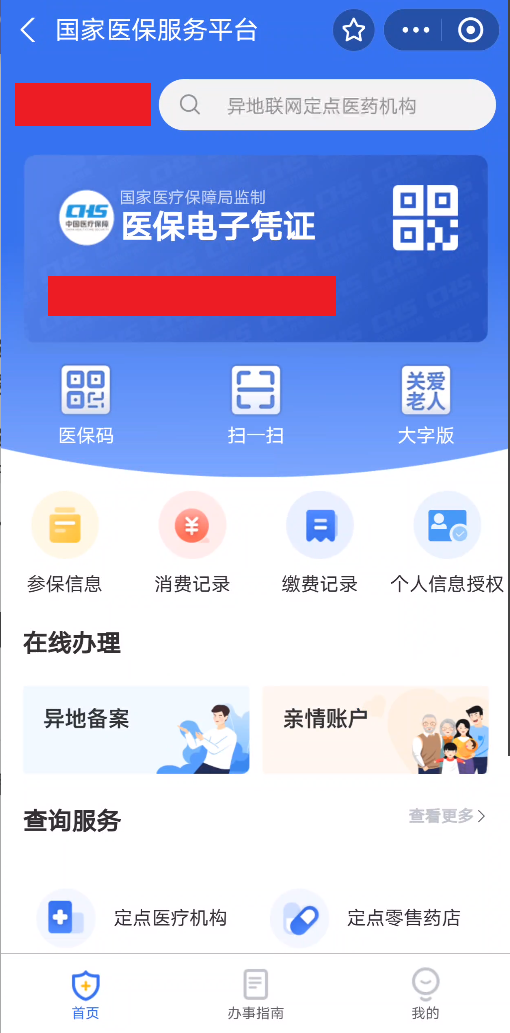 国家医保服务平台
异地联网定点医药机构
国家医疗保障局监制
CHS
中国医疗保障
医保电子凭证
关爱
老人
医保码
扫一扫
大字版
参保信息
消费记录
缴费记录
个人信息授权
在线办理
异地备案
亲情账户
查询服务
查看更多
定点医疗机构
定点零售药店
首页
办事指南
我的